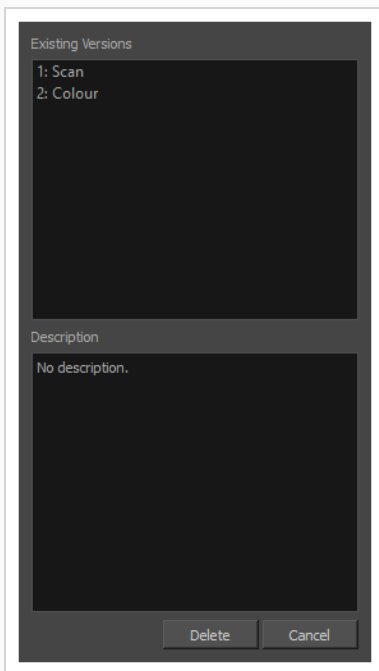 Existing Versions
1: Scan
2: Colour
Description
No description.
Delete Cancel